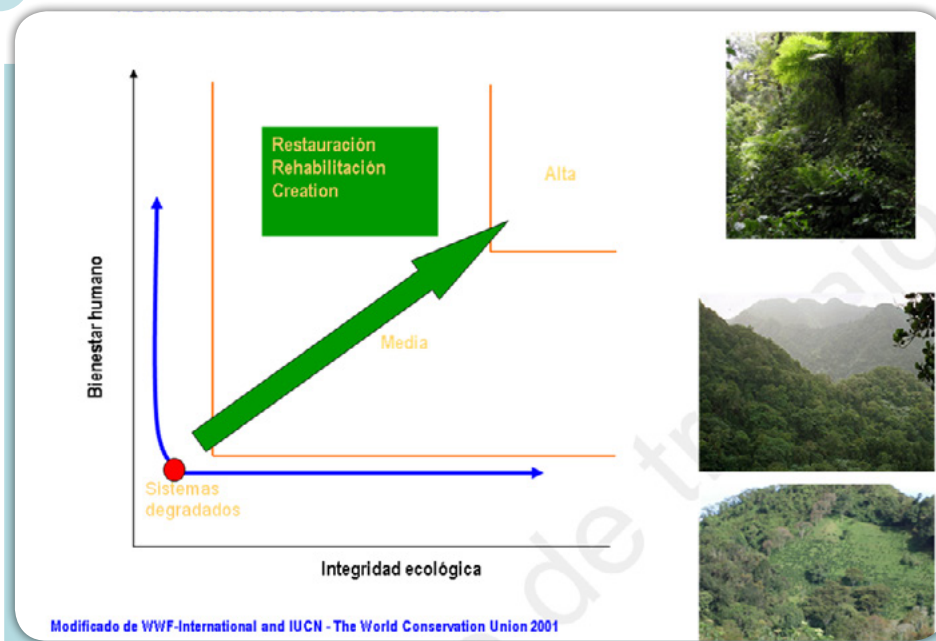 Restauración
Rehabilitación
Creation
Alta
Bienestar humano
Media
Sistemas
degradados
Integridad ecológica
Modificado de WWF-International and IUCN - The World Conservation Union 2001